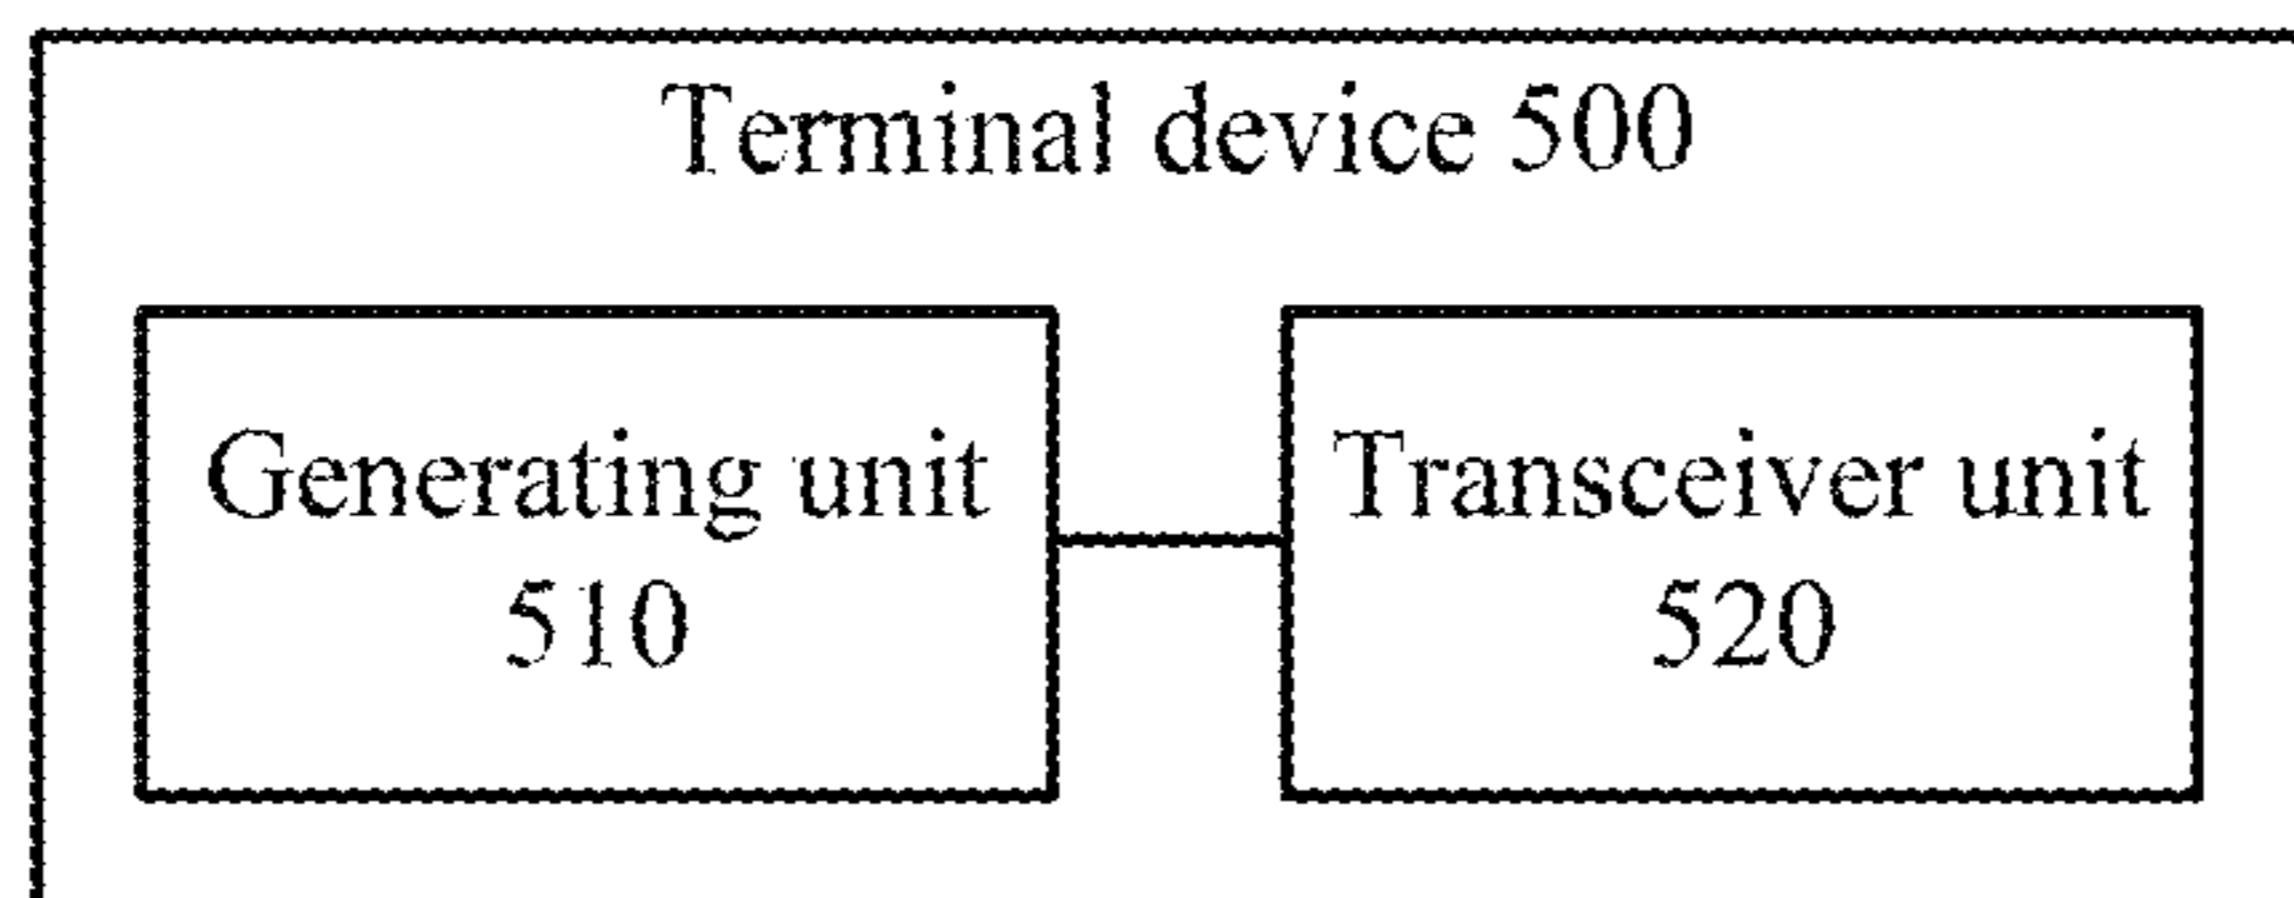 Terminal device 500
Generating unit
510
Transceiver unit
520